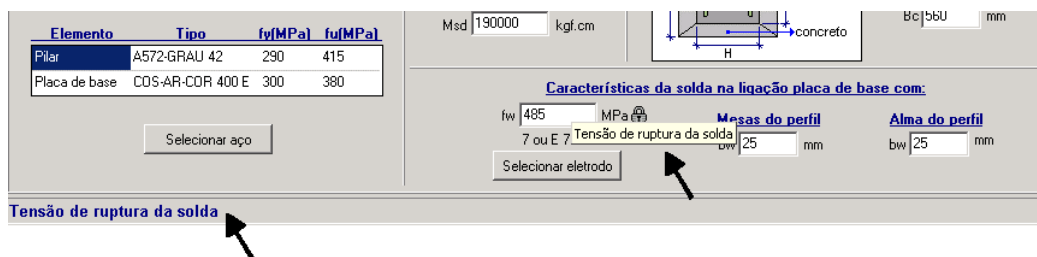 Msd 190000 kgf.cm
Bc 560 mm
concreto
H
Elemento Tipo fy(MPa) fu(MPa)
Pilar A572-GRAU 42 290 415
Placa de base COS-AR-COR 400 E 300 380
Selecionar aço
Características da solda na ligação placa de base com:
fw 485 MPa
Mesas do perfil
Alma do perfil
Tensão de ruptura da solda
7 ou E 7
bw 25 mm
bw 25 mm
Selecionar eletrodo
Tensão de ruptura da solda